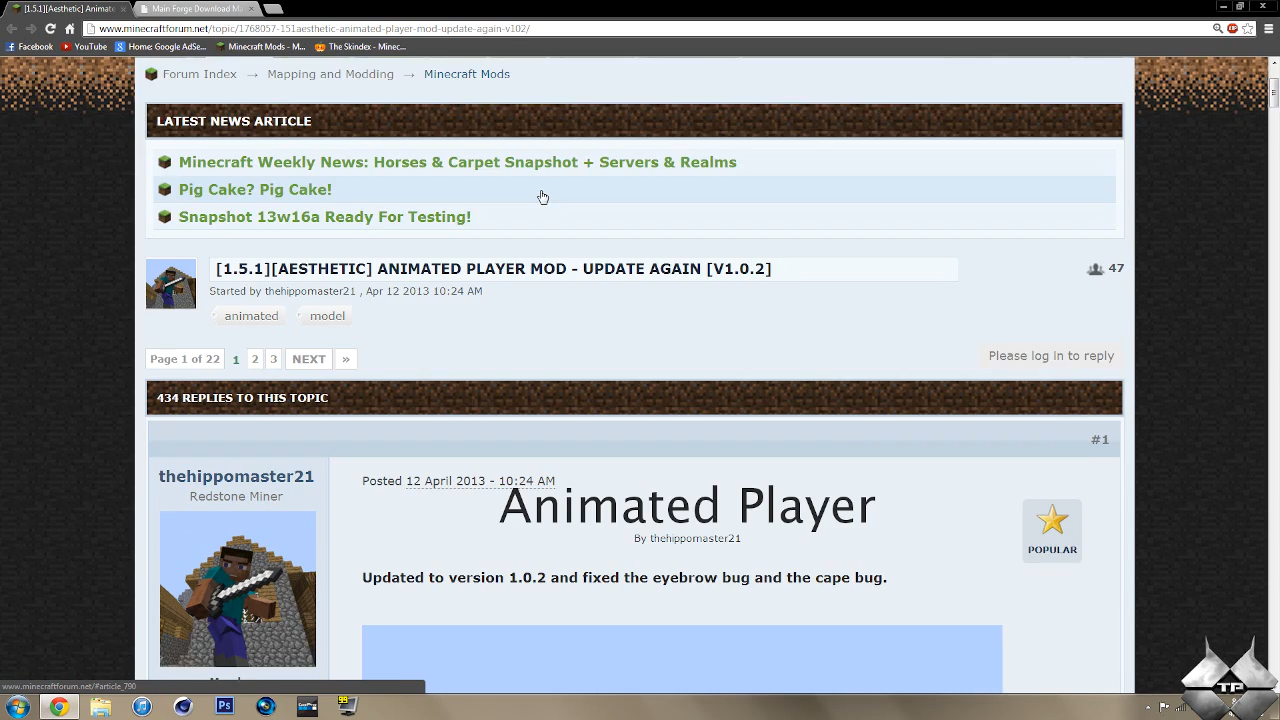 [1.5.1][Aesthetic] Animate
Main Forge Download M
www.minecraftforum.net/topic/1768057-151aesthetic-animated-player-mod-update-again-v102/
Facebook
YouTube
Home: Google AdSe...
Minecraft Mods - M...
The Skindex - Minec...
Forum Index → Mapping and Modding → Minecraft Mods
LATEST NEWS ARTICLE
Minecraft Weekly News: Horses & Carpet Snapshot + Servers & Realms
Pig Cake? Pig Cake!
Snapshot 13w16a Ready For Testing!
[1.5.1][AESTHETIC] ANIMATED PLAYER MOD - UPDATE AGAIN [V1.0.2]
47
Started by thehippomaster21 , Apr 12 2013 10:24 AM
animated
model
Page 1 of 22 1 2 3 NEXT »
Please log in to reply
434 REPLIES TO THIS TOPIC
#1
thehippomaster21
Redstone Miner
Posted 12 April 2013 - 10:24 AM
Animated Player
By thehippomaster21
POPULAR
Updated to version 1.0.2 and fixed the eyebrow bug and the cape bug.
www.minecraftforum.net/#article_790
Ps
99
TP